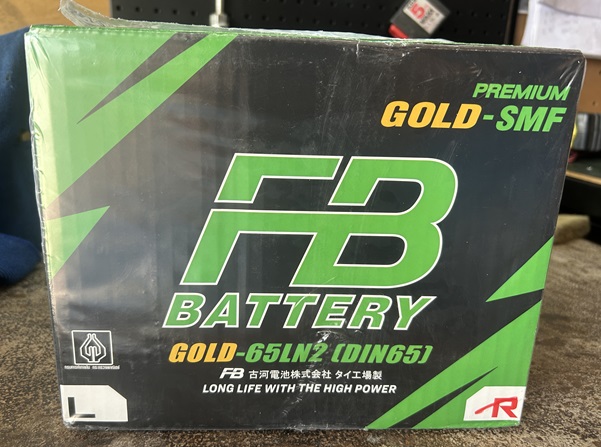 PREMIUM
GOLD-SMF
FB
BATTERY
GOLD-65LN2 (DIN65)
FB 古河電池株式会社 タイ工場製
LONG LIFE WITH THE HIGH POWER
L
R